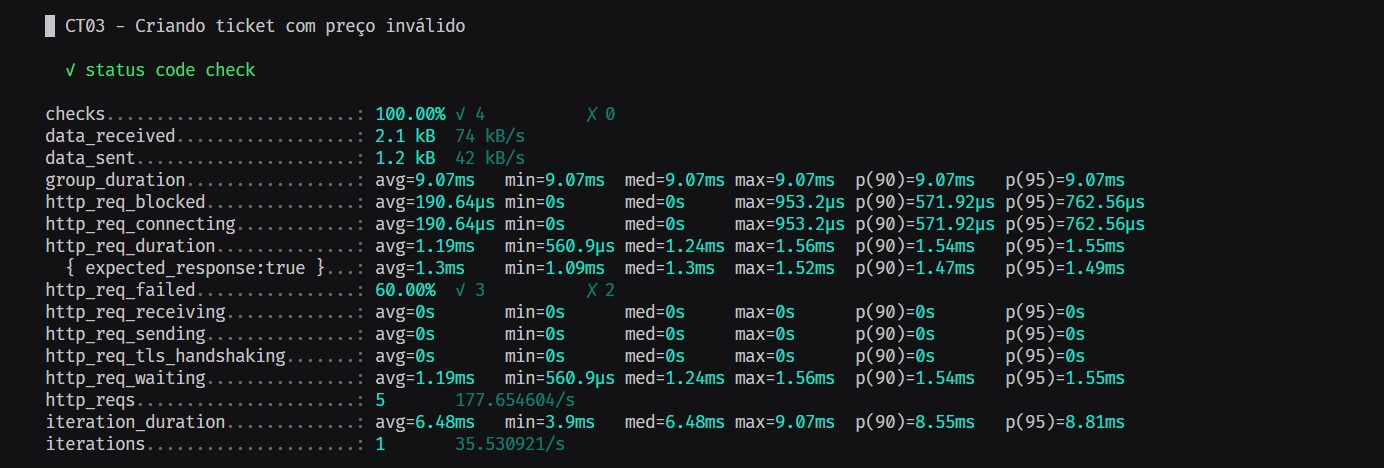 █ CT03 - Criando ticket com preço inválido
√ status code check
checks.........................: 100.00% √ 4 ✗ 0
data_received..................: 2.1 kB 74 kB/s
data_sent......................: 1.2 kB 42 kB/s
group_duration.................: avg=9.07ms min=9.07ms med=9.07ms max=9.07ms p(90)=9.07ms p(95)=9.07ms
http_req_blocked...............: avg=190.64µs min=0s med=0s max=953.2µs p(90)=571.92µs p(95)=762.56µs
http_req_connecting............: avg=190.64µs min=0s med=0s max=953.2µs p(90)=571.92µs p(95)=762.56µs
http_req_duration..............: avg=1.19ms min=560.9µs med=1.24ms max=1.56ms p(90)=1.54ms p(95)=1.55ms
{ expected_response:true }...: avg=1.3ms min=1.09ms med=1.3ms max=1.52ms p(90)=1.47ms p(95)=1.49ms
http_req_failed................: 60.00% √ 3 ✗ 2
http_req_receiving.............: avg=0s min=0s med=0s max=0s p(90)=0s p(95)=0s
http_req_sending...............: avg=0s min=0s med=0s max=0s p(90)=0s p(95)=0s
http_req_tls_handshaking.......: avg=0s min=0s med=0s max=0s p(90)=0s p(95)=0s
http_req_waiting...............: avg=1.19ms min=560.9µs med=1.24ms max=1.56ms p(90)=1.54ms p(95)=1.55ms
http_reqs......................: 5 177.654604/s
iteration_duration.............: avg=6.48ms min=3.9ms med=6.48ms max=9.07ms p(90)=8.55ms p(95)=8.81ms
iterations.....................: 1 35.530921/s